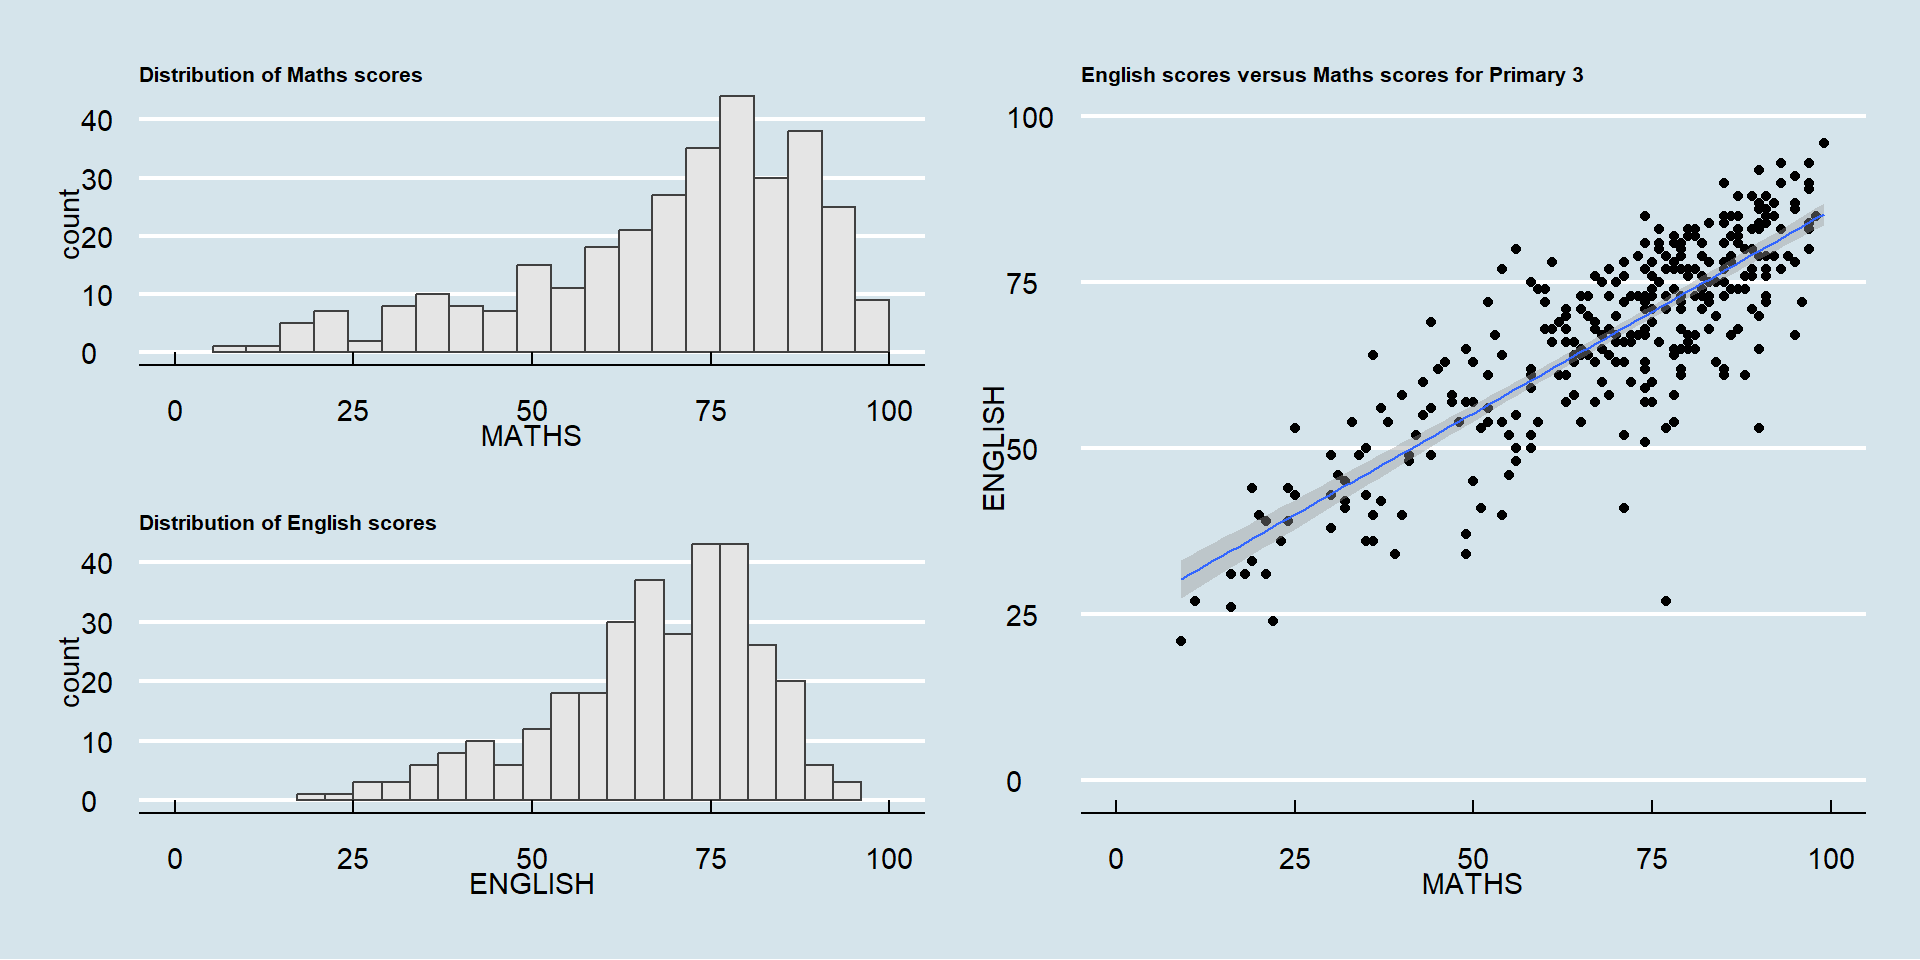 Distribution of Maths scores
40
30
20
10
0
count
0 25 50 75 100
MATHS
Distribution of English scores
40
30
20
10
0
count
0 25 50 75 100
ENGLISH
English scores versus Maths scores for Primary 3
100
75
50
25
0
ENGLISH
0 25 50 75 100
MATHS